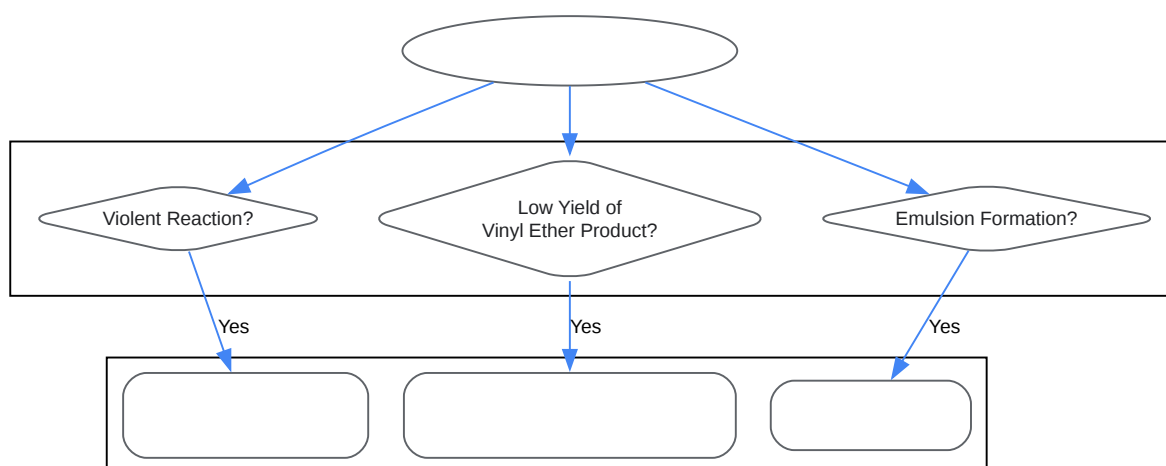 Violent Reaction?
Low Yield of
Vinyl Ether Product?
Emulsion Formation?
Yes
Yes
Yes